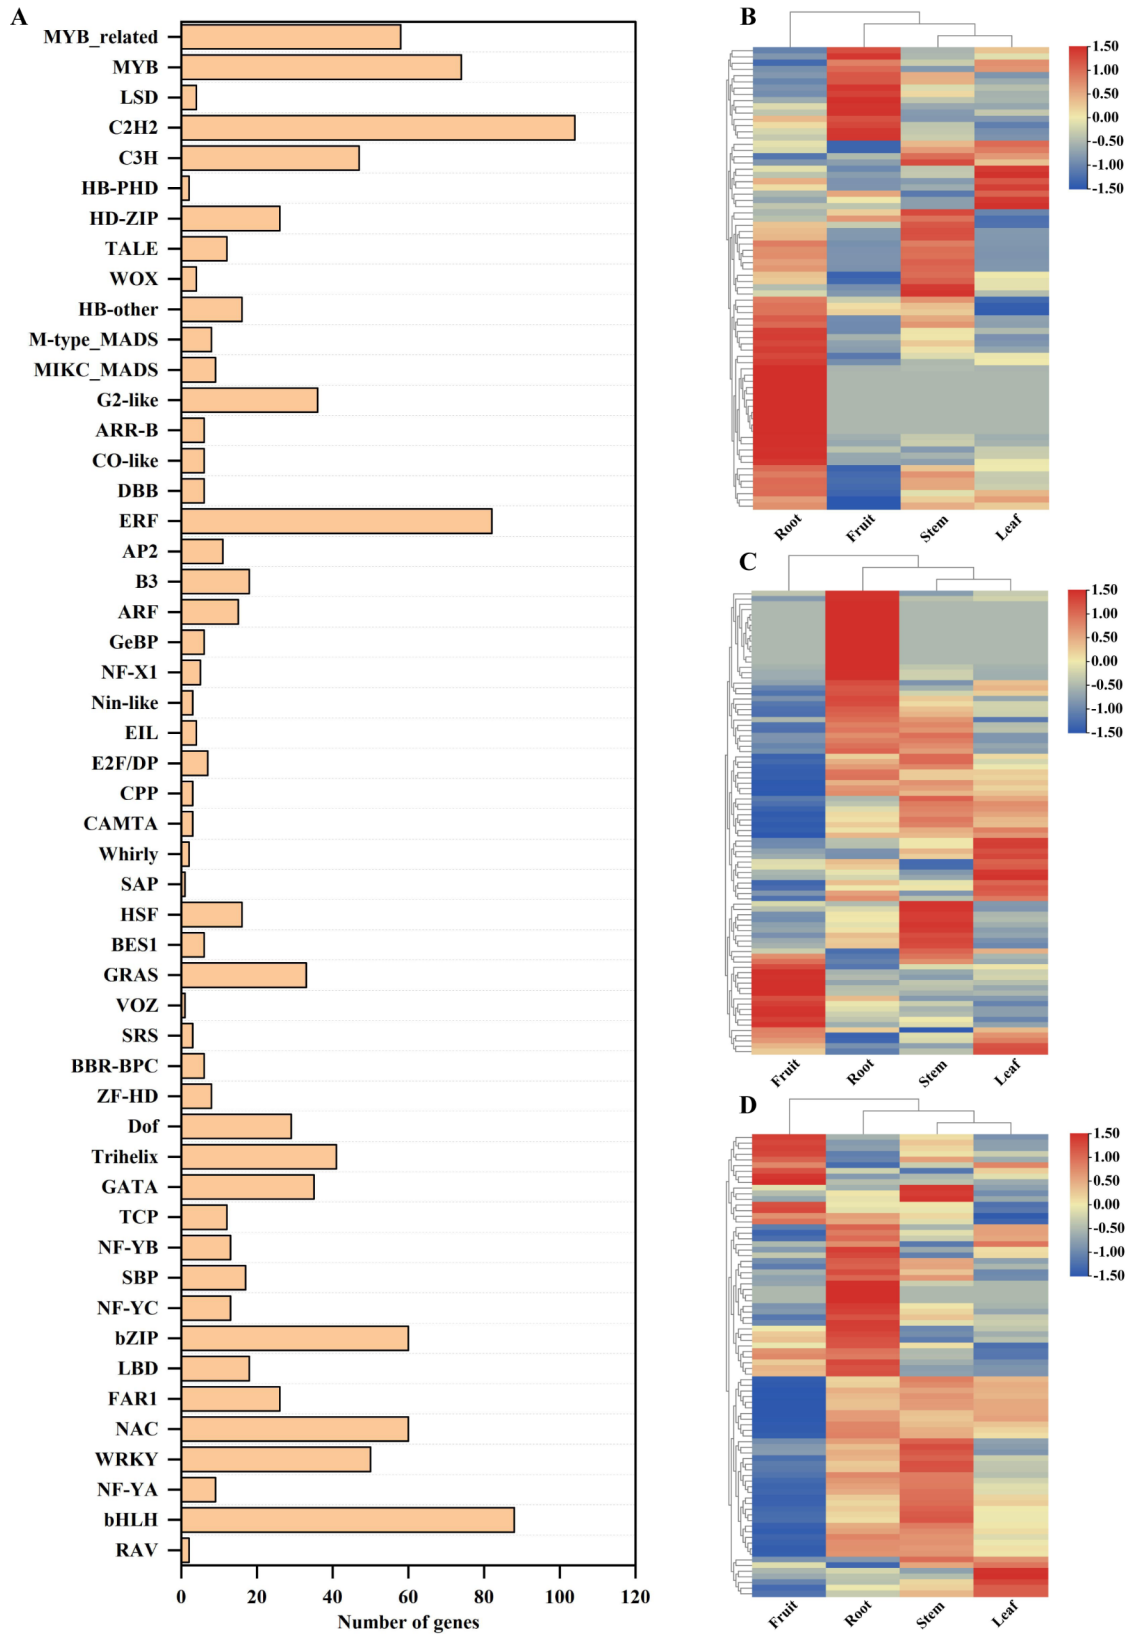 A
MYB_related
MYB
LSD
C2H2
C3H
HB-PHD
HD-ZIP
TALE
WOX
HB-other
M-type_MADS
MIKC_MADS
G2-like
ARR-B
CO-like
DBB
ERF
AP2
B3
ARF
GeBP
NF-X1
Nin-like
EIL
E2F/DP
CPP
CAMTA
Whirly
SAP
HSF
BES1
GRAS
VOZ
SRS
BBR-BPC
ZF-HD
Dof
Trihelix
GATA
TCP
NF-YB
SBP
NF-YC
bZIP
LBD
FAR1
NAC
WRKY
NF-YA
bHLH
RAV
0 20 40 60 80 100 120
Number of genes
B
1.50
1.00
0.50
0.00
-0.50
-1.00
-1.50
Root Fruit Stem Leaf
C
1.50
1.00
0.50
0.00
-0.50
-1.00
-1.50
Fruit Root Stem Leaf
D
1.50
1.00
0.50
0.00
-0.50
-1.00
-1.50
Fruit Root Stem Leaf